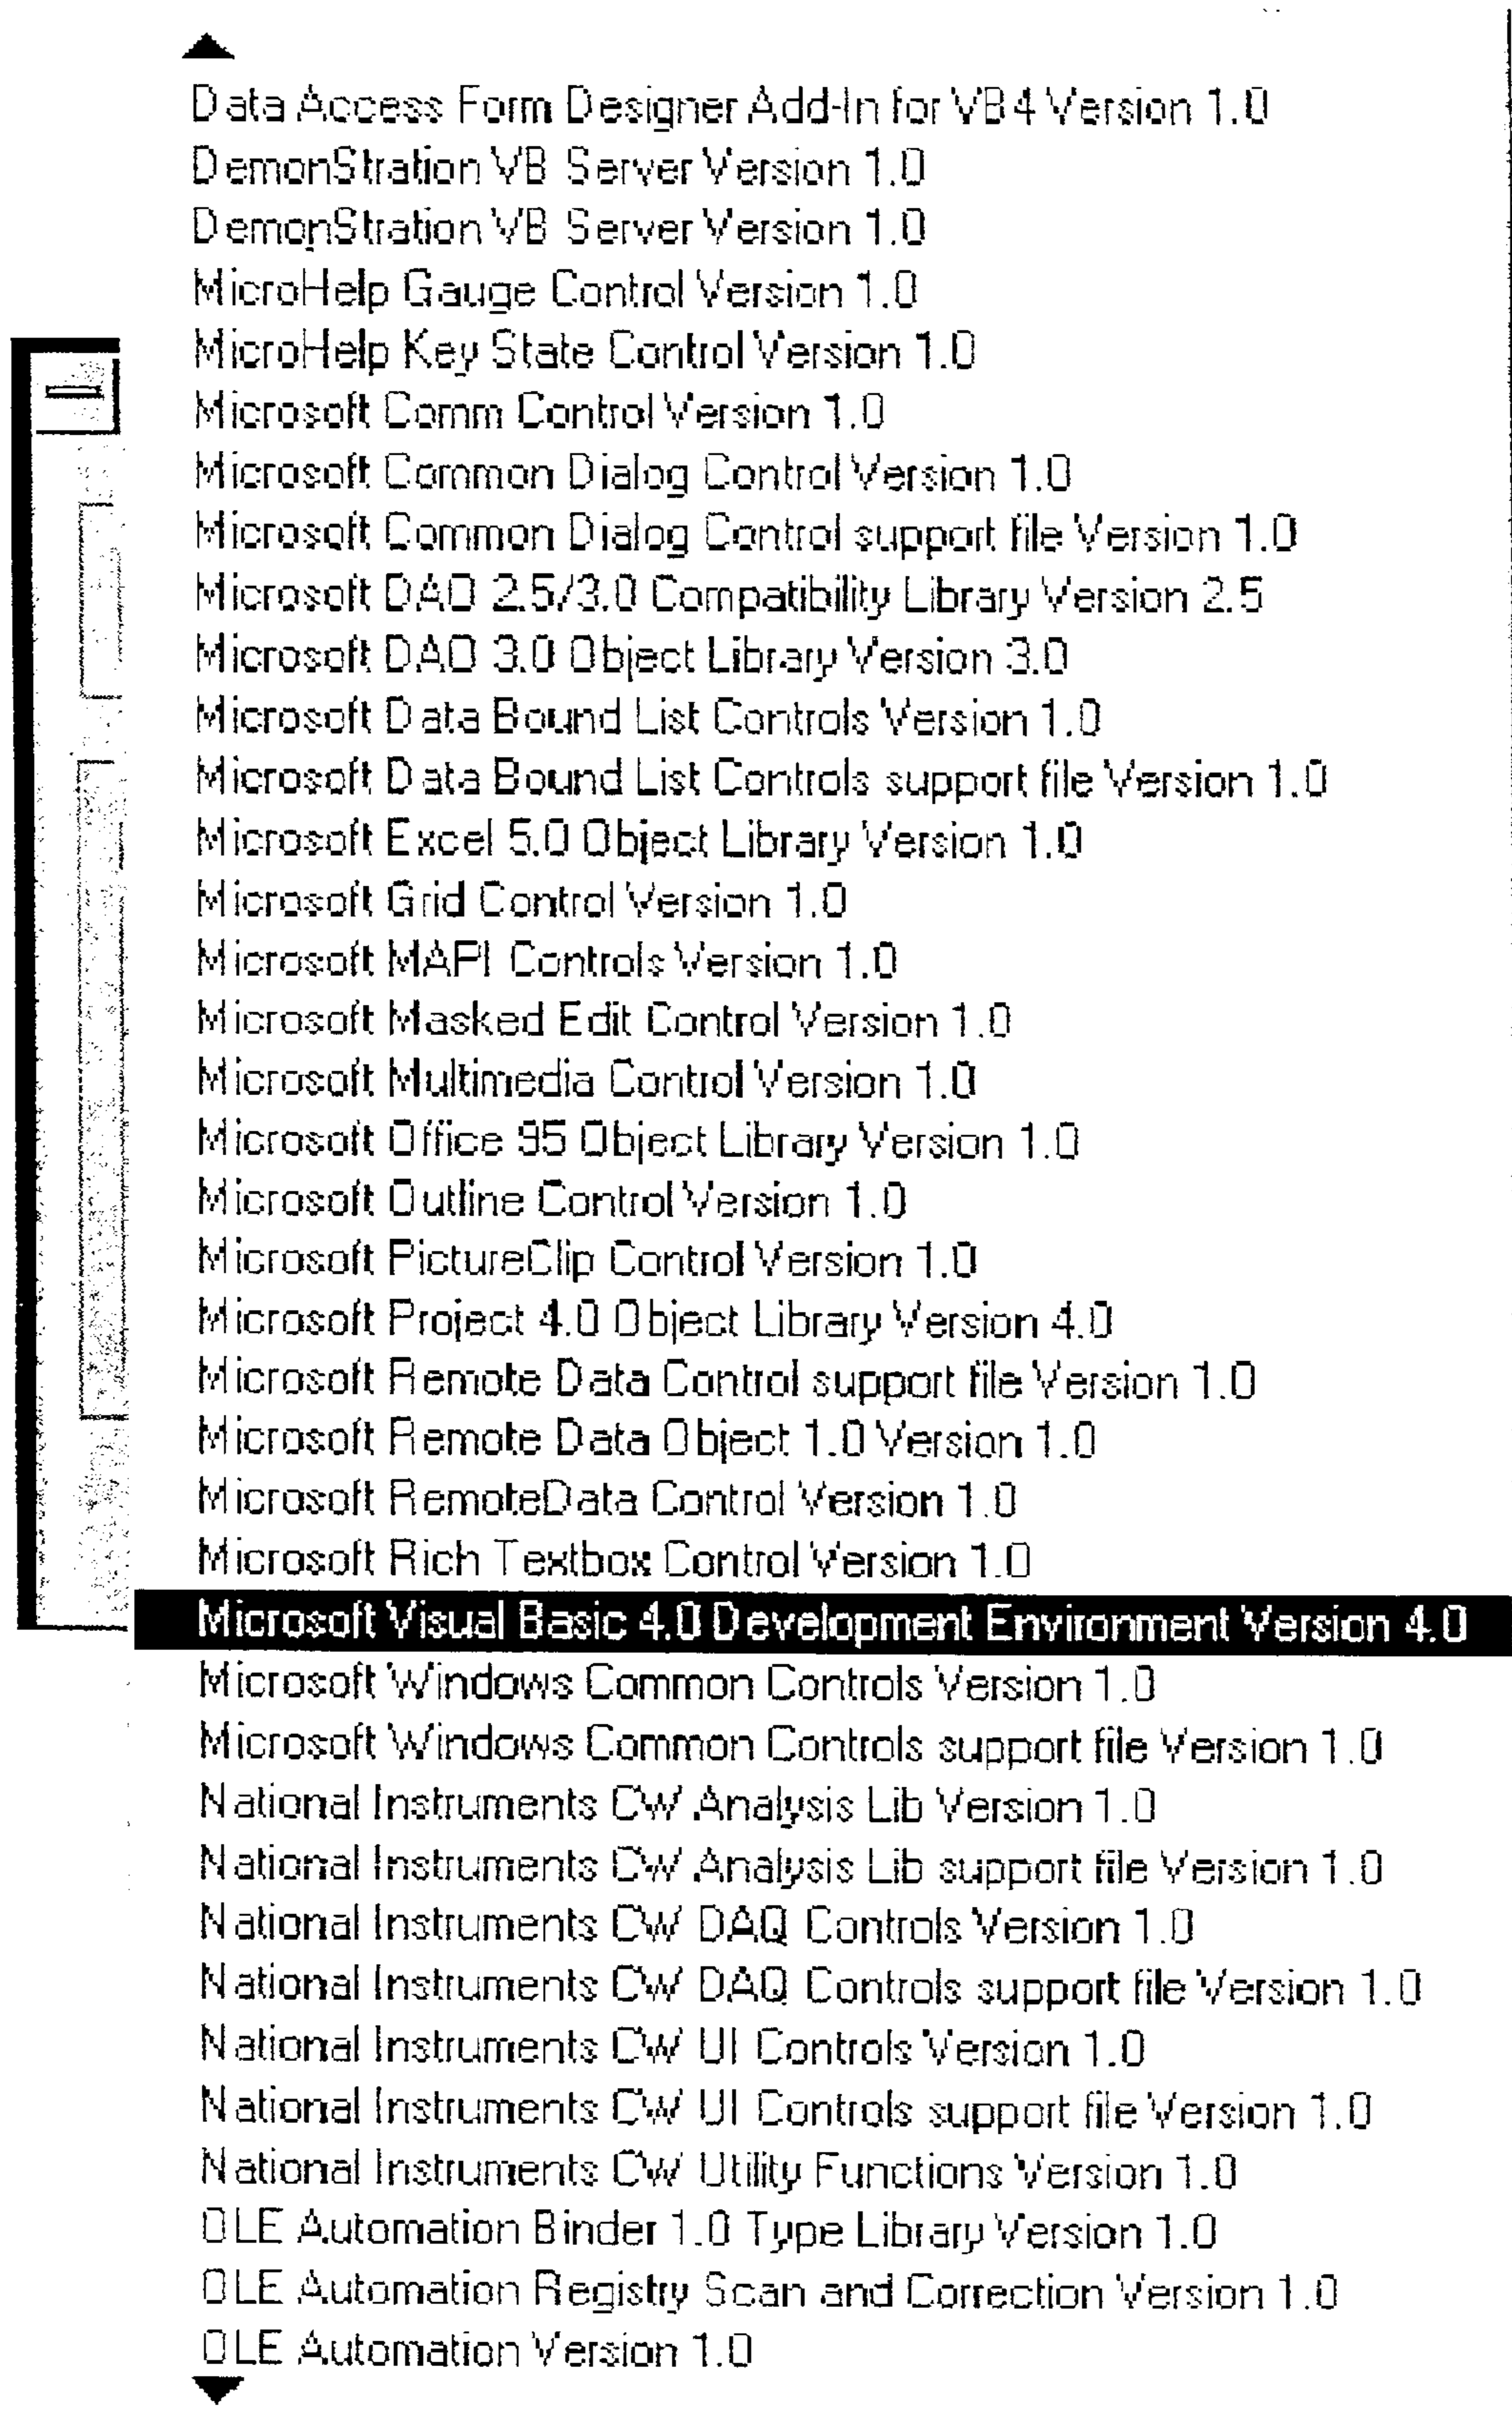 Data Access Form Designer Add-In for VB4 Version 1.0
DemonStration VB Server Version 1.0
DemonStration VB Server Version 1.0
MicroHelp Gauge Control Version 1.0
MicroHelp Key State Control Version 1.0
Microsoft Comm Control Version 1.0
Microsoft Common Dialog Control Version 1.0
Microsoft Common Dialog Control support file Version 1.0
Microsoft DAO 2.5/3.0 Compatibility Library Version 2.5
Microsoft DAO 3.0 Object Library Version 3.0
Microsoft Data Bound List Controls Version 1.0
Microsoft Data Bound List Controls support file Version 1.0
Microsoft Excel 5.0 Object Library Version 1.0
Microsoft Grid Control Version 1.0
Microsoft MAPI Controls Version 1.0
Microsoft Masked Edit Control Version 1.0
Microsoft Multimedia Control Version 1.0
Microsoft Office 95 Object Library Version 1.0
Microsoft Outline Control Version 1.0
Microsoft PictureClip Control Version 1.0
Microsoft Project 4.0 Object Library Version 4.0
Microsoft Remote Data Control support file Version 1.0
Microsoft Remote Data Object 1.0 Version 1.0
Microsoft RemoteData Control Version 1.0
Microsoft Rich Textbox Control Version 1.0
Microsoft Visual Basic 4.0 Development Environment Version 4.0
Microsoft Windows Common Controls Version 1.0
Microsoft Windows Common Controls support file Version 1.0
National Instruments CW Analysis Lib Version 1.0
National Instruments CW Analysis Lib support file Version 1.0
National Instruments CW DAQ Controls Version 1.0
National Instruments CW DAQ Controls support file Version 1.0
National Instruments CW UI Controls Version 1.0
National Instruments CW UI Controls support file Version 1.0
National Instruments CW Utility Functions Version 1.0
OLE Automation Binder 1.0 Type Library Version 1.0
OLE Automation Registry Scan and Correction Version 1.0
OLE Automation Version 1.0